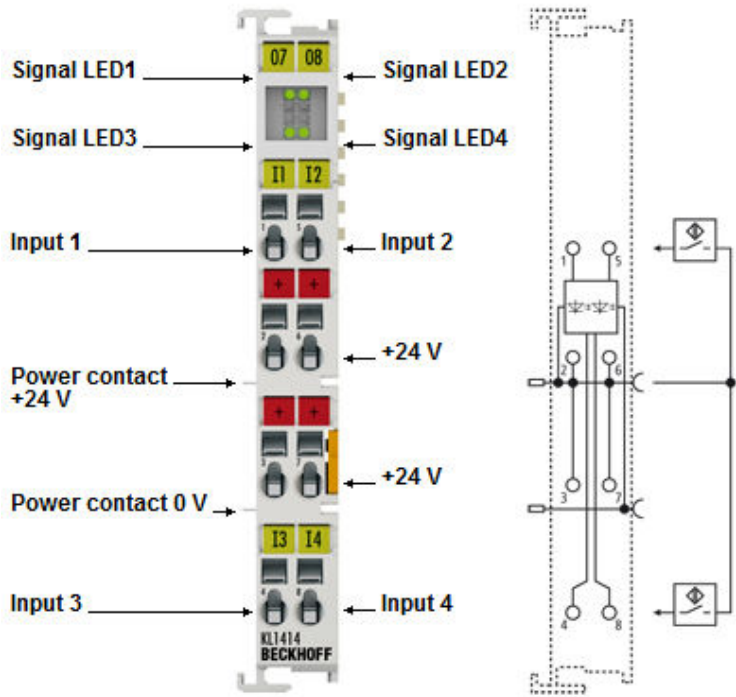 07 08
Signal LED1
Signal LED2
Signal LED3
Signal LED4
I1 I2
1 5
Input 1
Input 2
1 5
+ +
2 6
+24 V
Power contact
+24 V
2 6
+ +
3 7
+24 V
3 7
Power contact 0 V
I3 I4
4 8
Input 3
Input 4
4 8
KL1414
BECKHOFF